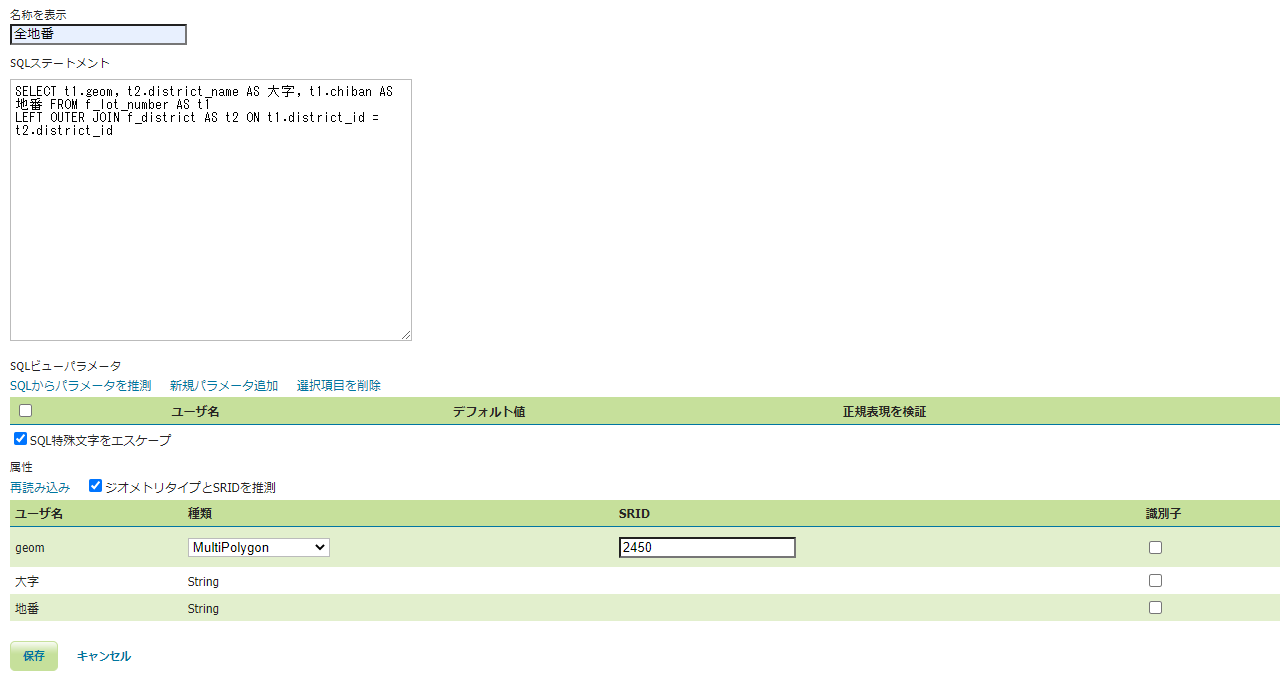 名称を表示
全地番
SQLステートメント
SELECT t1.geom, t2.district_name AS 大字, t1.chiban AS
地番 FROM f_lot_number AS t1
LEFT OUTER JOIN f_district AS t2 ON t1.district_id =
t2.district_id
SQLビューパラメータ
SQLからパラメータを推測 新規パラメータ追加 選択項目を削除
ユーザ名 デフォルト値 正規表現を検証
SQL特殊文字をエスケープ
属性
再読み込み ジオメトリタイプとSRIDを推測
ユーザ名 種類 SRID 識別子
geom MultiPolygon 2450
大字 String
地番 String
保存 キャンセル